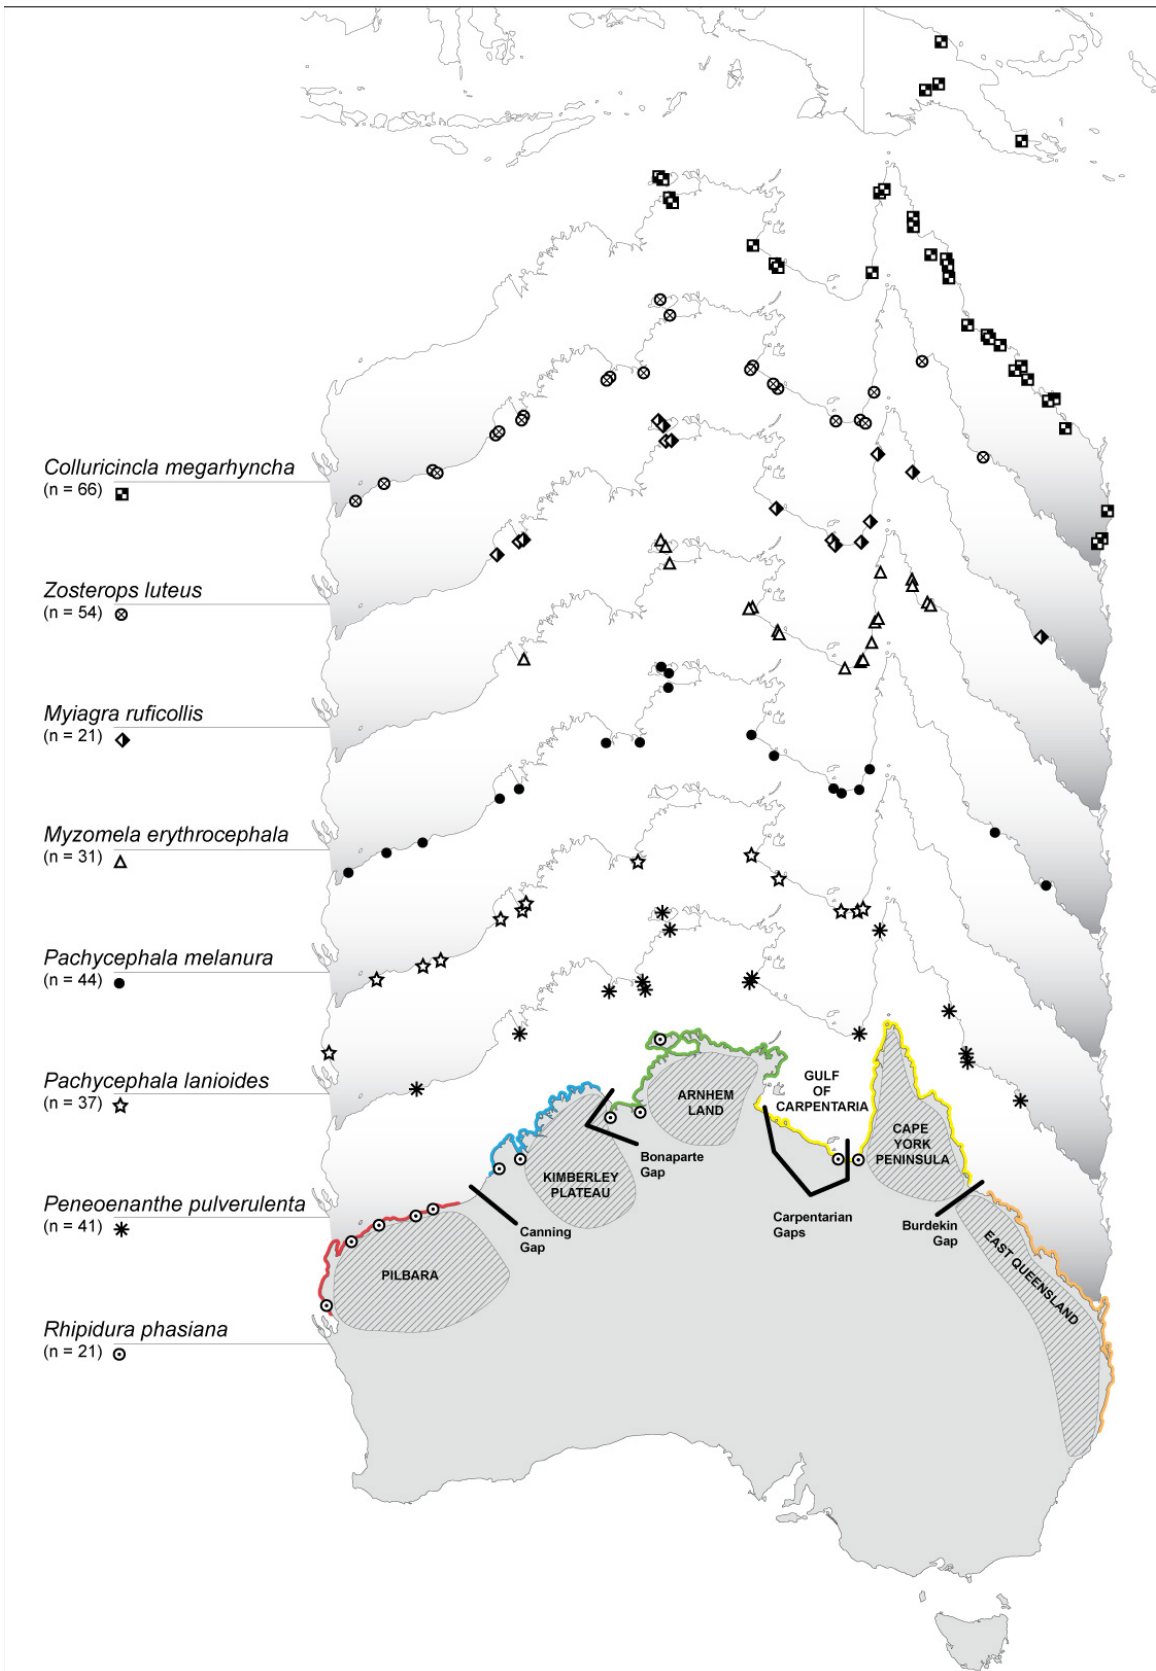 Colluricincla megarhyncha
(n = 66)
Zosterops luteus
(n = 54)
Myiagra ruficollis
(n = 21)
Myzomela erythrocephala
(n = 31)
Pachycephala melanura
(n = 44)
Pachycephala lanioides
(n = 37)
Peneoenanthe pulverulenta
(n = 41)
Rhipidura phasiana
(n = 21)
PILBARA
Canning
Gap
KIMBERLEY
PLATEAU
Bonaparte
Gap
ARNHEM
LAND
GULF
OF
CARPENTARIA
Carpentarian
Gaps
CAPE
YORK
PENINSULA
Burdekin
Gap
EAST QUEENSLAND